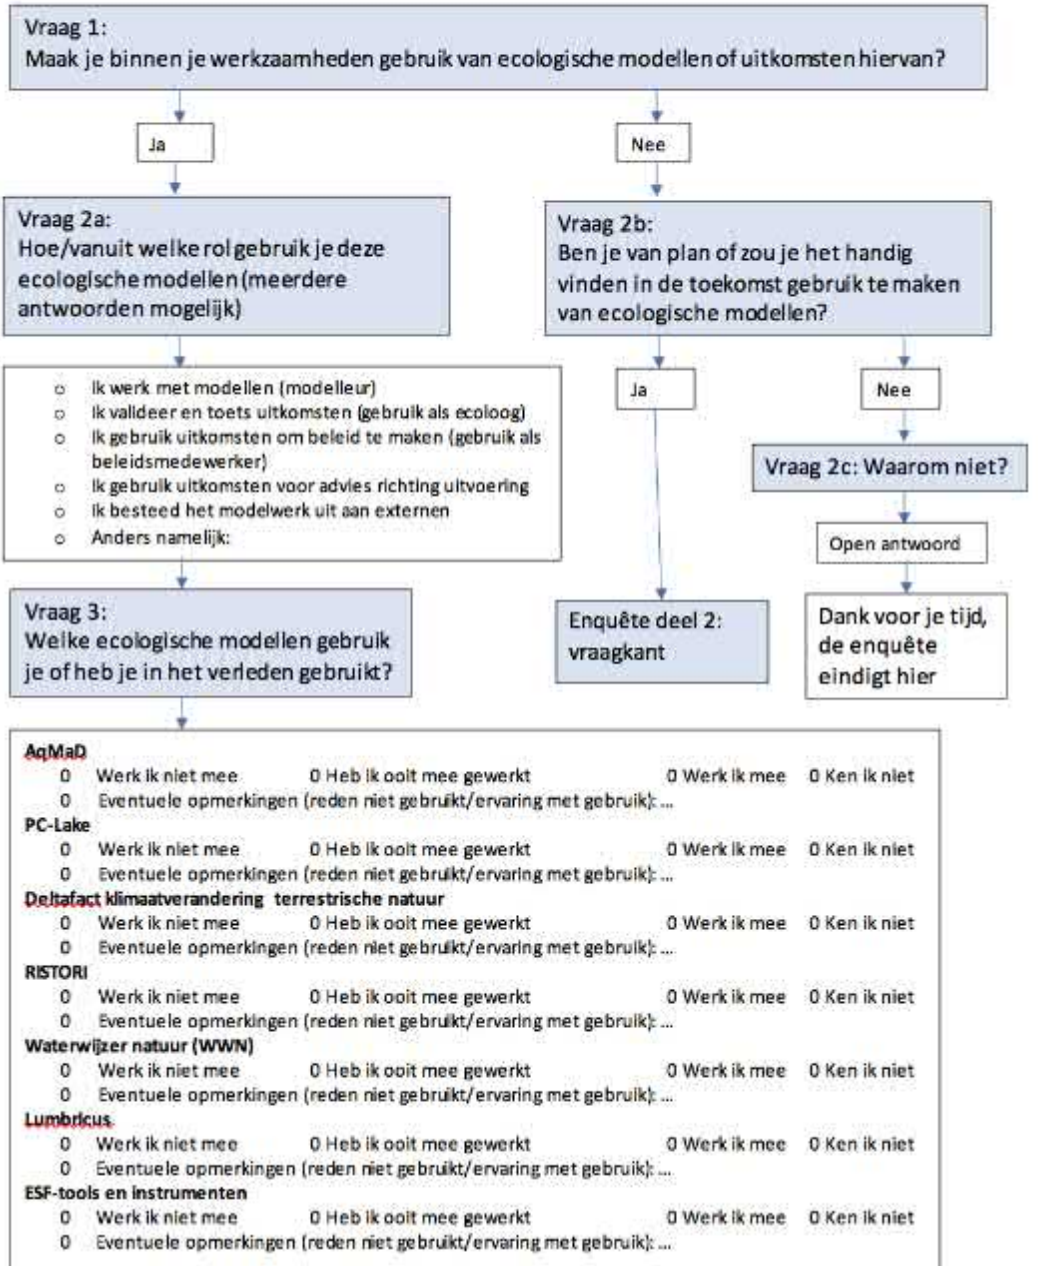 Vraag 1:
Maak je binnen je werkzaamheden gebruik van ecologische modellen of uitkomsten hiervan?
Ja
Nee
Vraag 2a:
Hoe/vanuit welke rol gebruik je deze
ecologische modellen (meerdere
antwoorden mogelijk)
Vraag 2b:
Ben je van plan of zou je het handig
vinden in de toekomst gebruik te maken
van ecologische modellen?
o Ik werk met modellen (modelleur)
o Ik valideer en toets uitkomsten (gebruik als ecoloog)
o Ik gebruik uitkomsten om beleid te maken (gebruik als
beleidsmedewerker)
o Ik gebruik uitkomsten voor advies richting uitvoering
o Ik besteed het modelwerk uit aan externen
o Anders namelijk:
Ja
Nee
Vraag 2c: Waarom niet?
Open antwoord
Vraag 3:
Welke ecologische modellen gebruik
je of heb je in het verleden gebruikt?
Enquête deel 2:
vraagkant
Dank voor je tijd,
de enquête
eindigt hier
AqMaD
0 Werk ik niet mee 0 Heb ik ooit mee gewerkt 0 Werk ik mee 0 Ken ik niet
0 Eventuele opmerkingen (reden niet gebruikt/ervaring met gebruik): ...
PC-Lake
0 Werk ik niet mee 0 Heb ik ooit mee gewerkt 0 Werk ik mee 0 Ken ik niet
0 Eventuele opmerkingen (reden niet gebruikt/ervaring met gebruik): ...
Deltafact klimaatverandering terrestrische natuur
0 Werk ik niet mee 0 Heb ik ooit mee gewerkt 0 Werk ik mee 0 Ken ik niet
0 Eventuele opmerkingen (reden niet gebruikt/ervaring met gebruik): ...
RISTORI
0 Werk ik niet mee 0 Heb ik ooit mee gewerkt 0 Werk ik mee 0 Ken ik niet
0 Eventuele opmerkingen (reden niet gebruikt/ervaring met gebruik): ...
Waterwijzer natuur (WWN)
0 Werk ik niet mee 0 Heb ik ooit mee gewerkt 0 Werk ik mee 0 Ken ik niet
0 Eventuele opmerkingen (reden niet gebruikt/ervaring met gebruik): ...
Lumbricus
0 Werk ik niet mee 0 Heb ik ooit mee gewerkt 0 Werk ik mee 0 Ken ik niet
0 Eventuele opmerkingen (reden niet gebruikt/ervaring met gebruik): ...
ESF-tools en instrumenten
0 Werk ik niet mee 0 Heb ik ooit mee gewerkt 0 Werk ik mee 0 Ken ik niet
0 Eventuele opmerkingen (reden niet gebruikt/ervaring met gebruik): ...